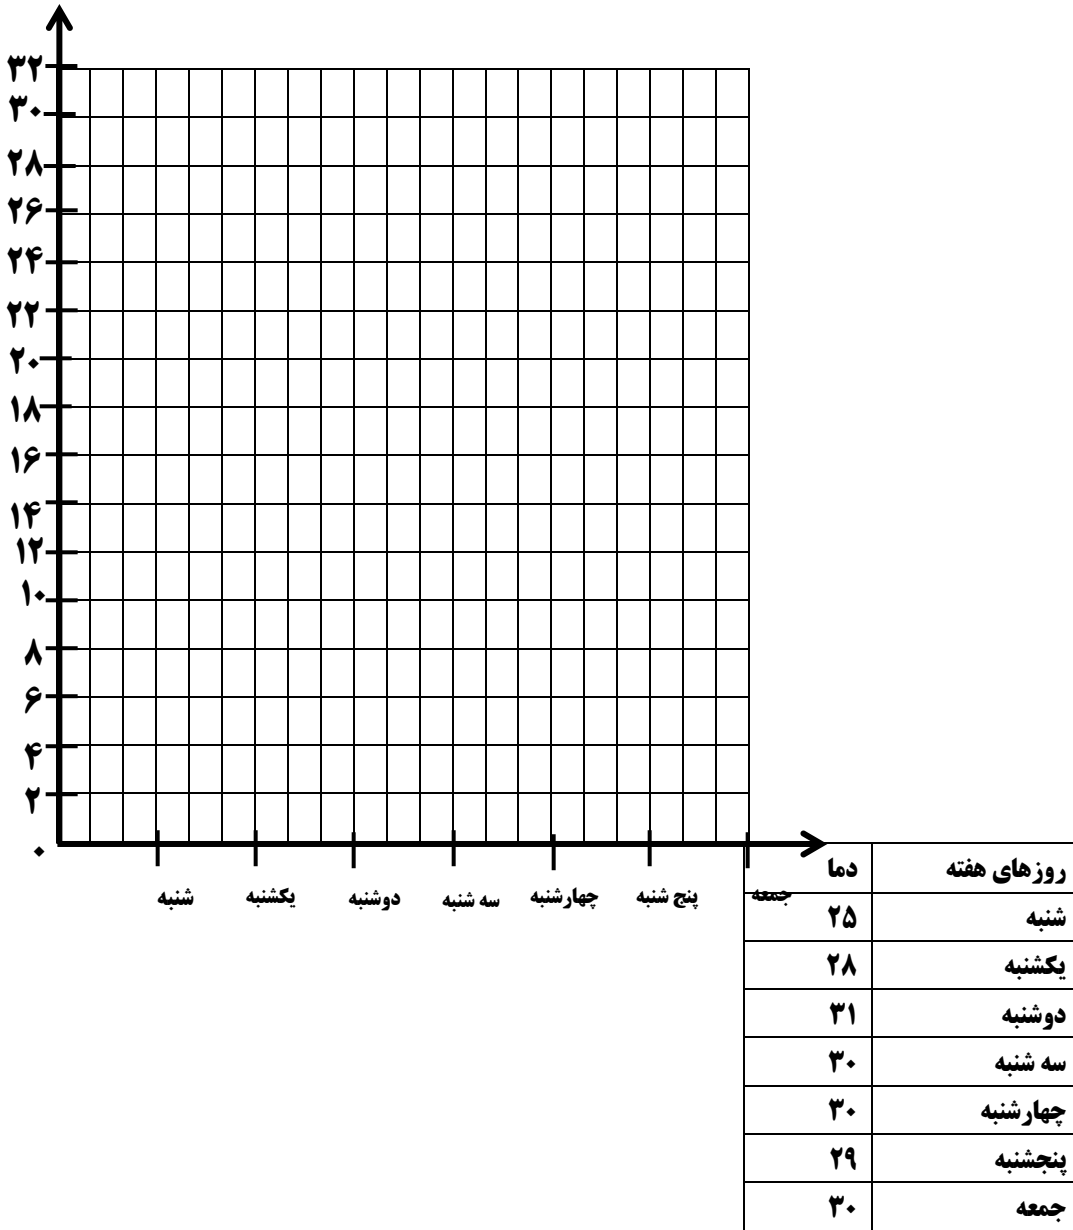 ۳۲
۳۰
۲۸
۲۶
۲۴
۲۲
۲۰
۱۸
۱۶
۱۴
۱۲
۱۰
۸
۶
۴
۲
۰
شنبه یکشنبه دوشنبه سه شنبه چهارشنبه پنج شنبه جمعه
روزهای هفته دما
شنبه ۲۵
یکشنبه ۲۸
دوشنبه ۳۱
سه شنبه ۳۰
چهارشنبه ۳۰
پنجشنبه ۲۹
جمعه ۳۰